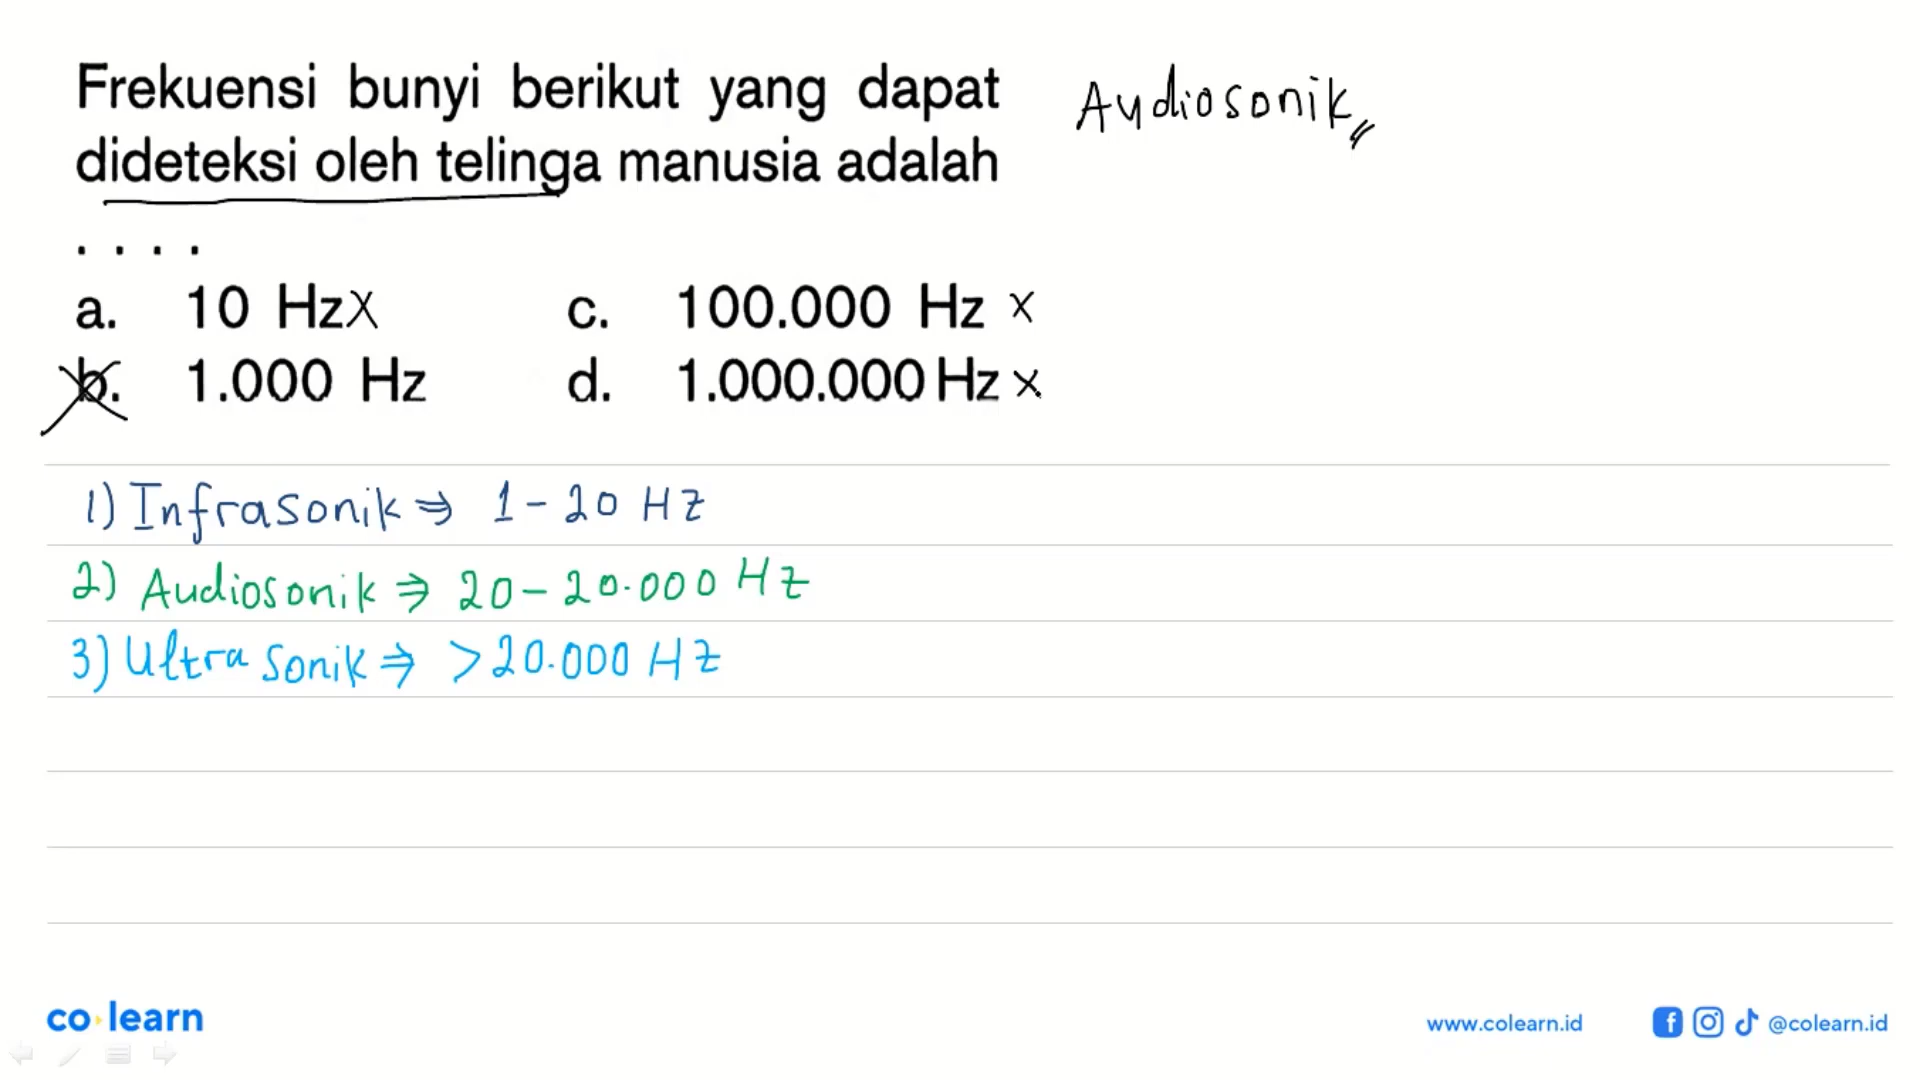 Frekuensi bunyi berikut yang dapat
dideteksi oleh telinga manusia adalah
. . . .
Audiosonik
a. 10 Hz X
c. 100.000 Hz x
b. 1.000 Hz
d. 1.000.000 Hz x
1) Infrasonik ⇒ 1 - 20 Hz
2) Audiosonik ⇒ 20 - 20.000 Hz
3) Ultrasonik ⇒ > 20.000 Hz
co learn
www.colearn.id
@colearn.id